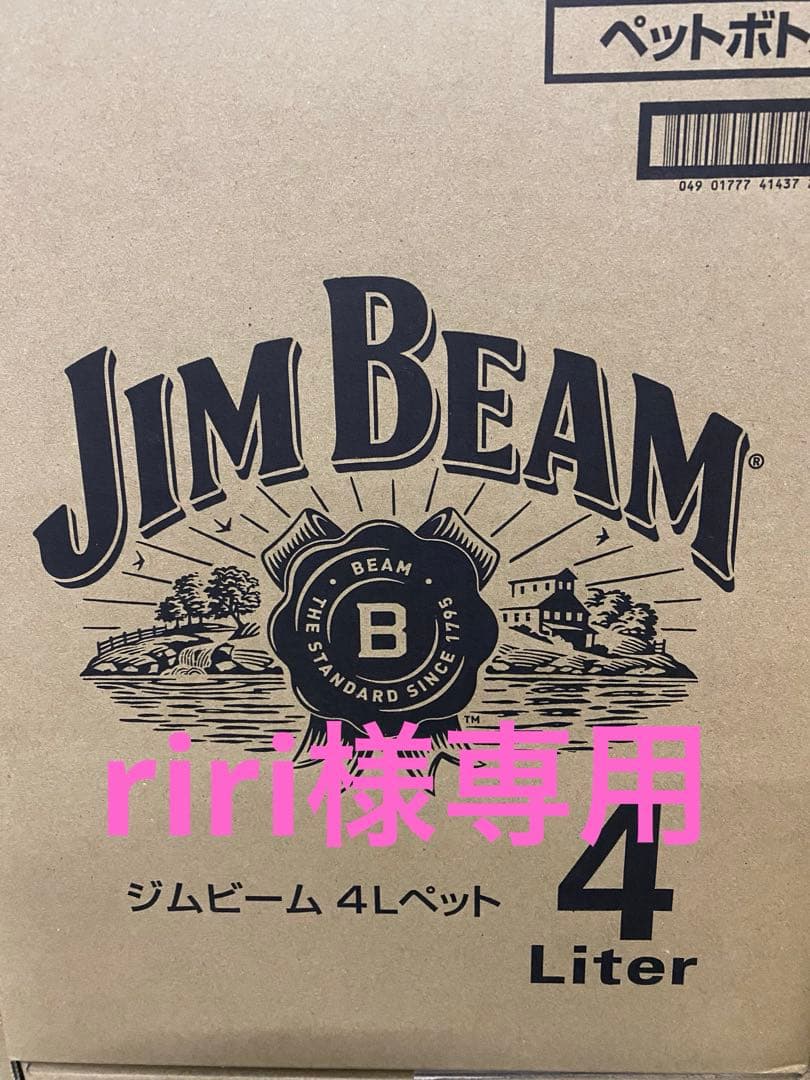 ペットボト
049 01777 41437
JIM BEAM®
BEAM
THE STANDARD SINCE 1795
B
TM
riri様専用
ジムビーム 4Lペット
4
Liter